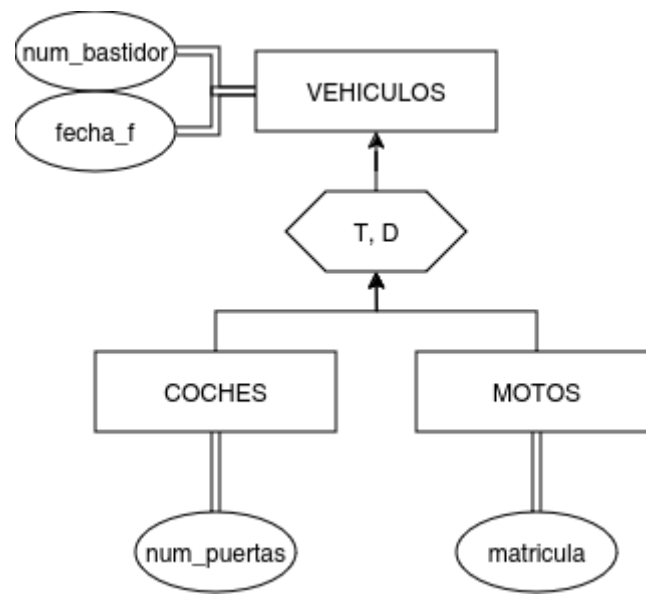 num_bastidor
VEHICULOS
fecha_f
T, D
COCHES
MOTOS
num_puertas
matricula